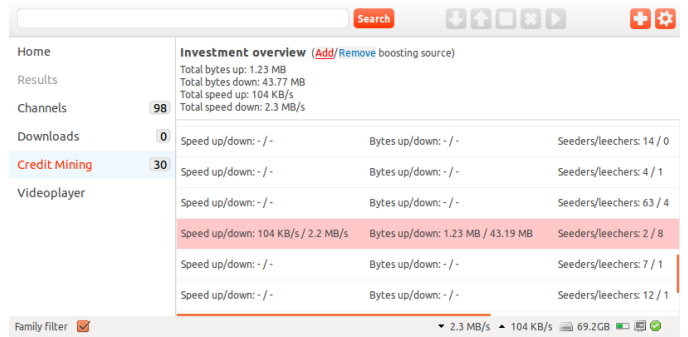 Search
Home
Results
Channels 98
Downloads 0
Credit Mining 30
Videoplayer
Investment overview (Add/Remove boosting source)
Total bytes up: 1.23 MB
Total bytes down: 43.77 MB
Total speed up: 104 KB/s
Total speed down: 2.3 MB/s
Speed up/down: - / - Bytes up/down: - / - Seeders/leechers: 14 / 0
Speed up/down: - / - Bytes up/down: - / - Seeders/leechers: 4 / 1
Speed up/down: - / - Bytes up/down: - / - Seeders/leechers: 63 / 4
Speed up/down: 104 KB/s / 2.2 MB/s Bytes up/down: 1.23 MB / 43.19 MB Seeders/leechers: 2 / 8
Speed up/down: - / - Bytes up/down: - / - Seeders/leechers: 7 / 1
Speed up/down: - / - Bytes up/down: - / - Seeders/leechers: 12 / 1
Family filter 2.3 MB/s 104 KB/s 69.2GB